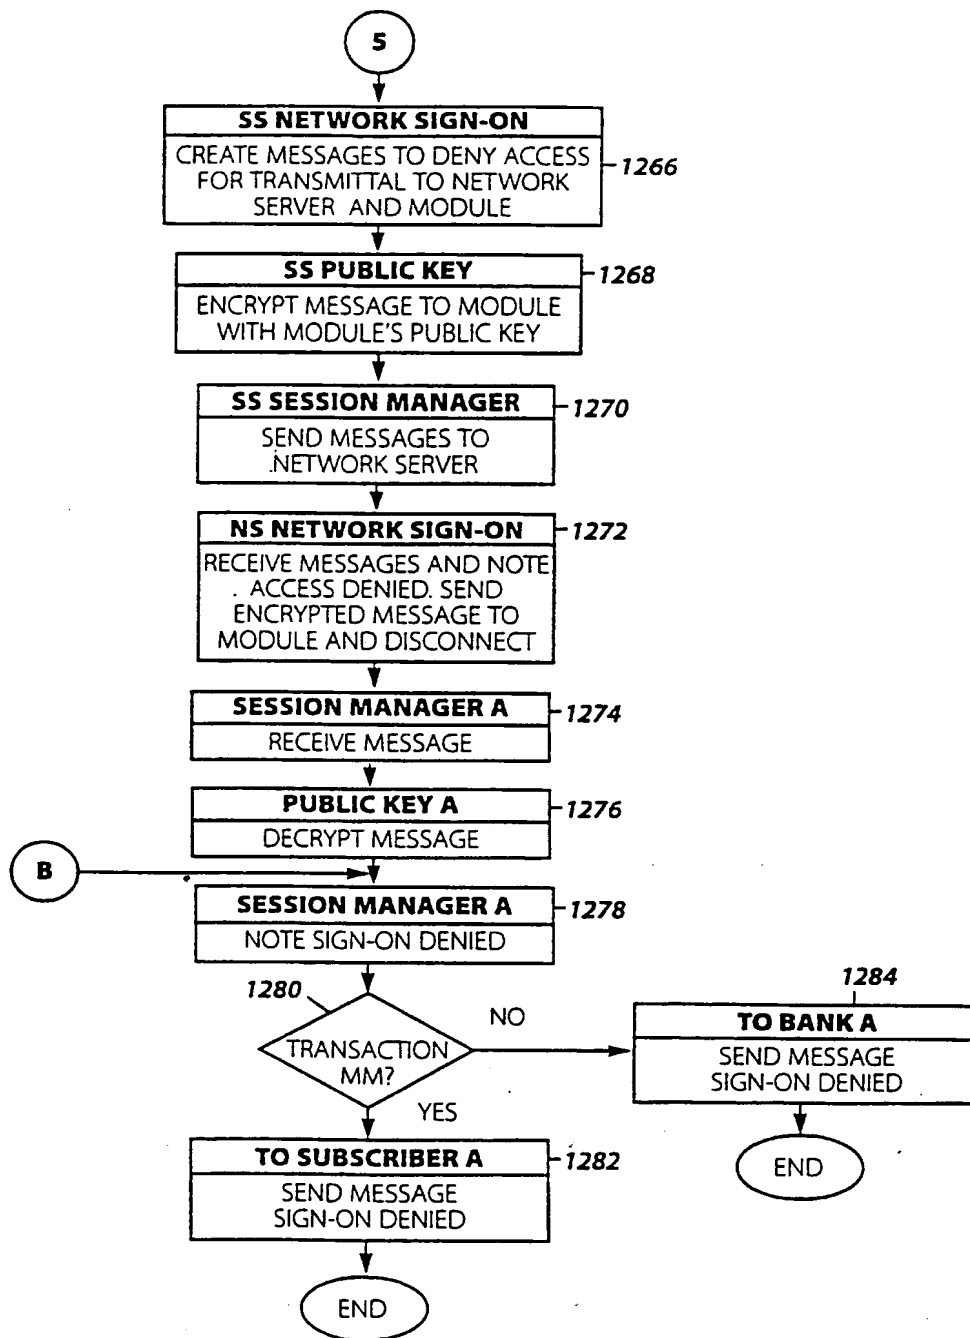 5
SS NETWORK SIGN-ON
CREATE MESSAGES TO DENY ACCESS
FOR TRANSMITTAL TO NETWORK
SERVER AND MODULE
1266
SS PUBLIC KEY
1268
ENCRYPT MESSAGE TO MODULE
WITH MODULE'S PUBLIC KEY
SS SESSION MANAGER
1270
SEND MESSAGES TO
NETWORK SERVER
NS NETWORK SIGN-ON
1272
RECEIVE MESSAGES AND NOTE
ACCESS DENIED. SEND
ENCRYPTED MESSAGE TO
MODULE AND DISCONNECT
SESSION MANAGER A
1274
RECEIVE MESSAGE
PUBLIC KEY A
1276
DECRYPT MESSAGE
B
SESSION MANAGER A
1278
NOTE SIGN-ON DENIED
1280
TRANSACTION
MM?
NO
YES
1284
TO BANK A
SEND MESSAGE
SIGN-ON DENIED
END
TO SUBSCRIBER A
1282
SEND MESSAGE
SIGN-ON DENIED
END